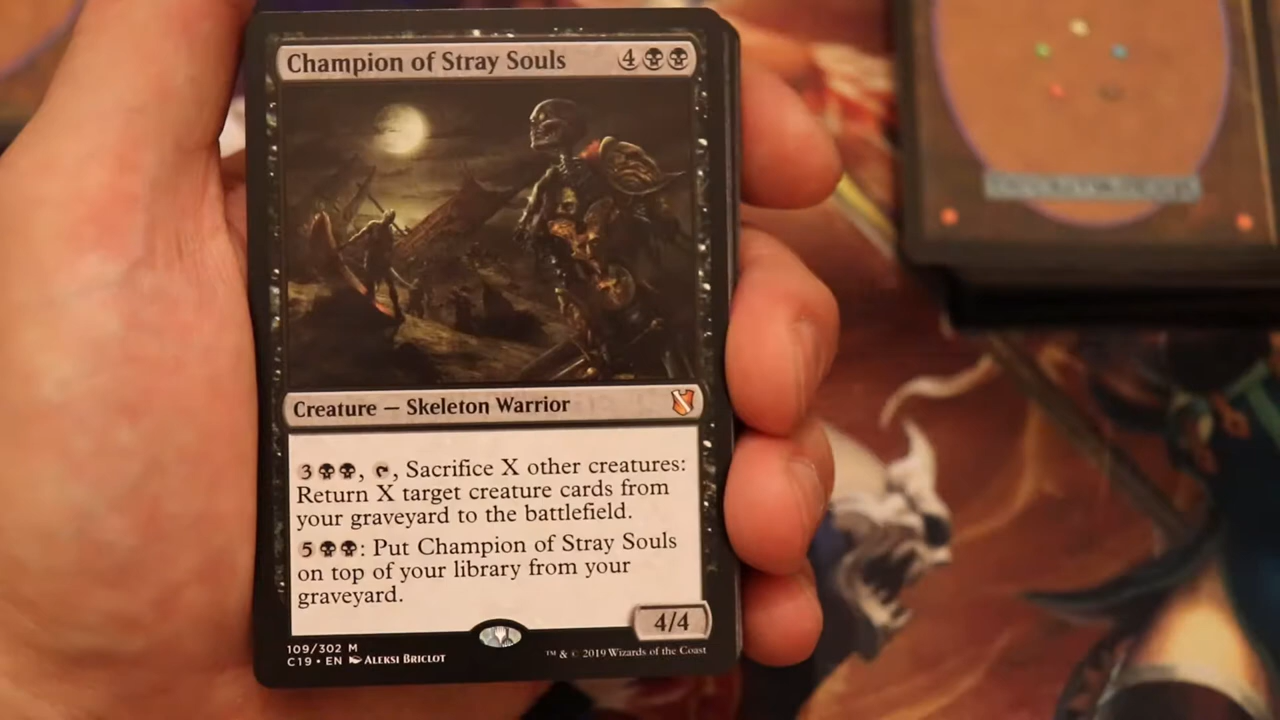 Champion of Stray Souls 4
Creature — Skeleton Warrior
3, , Sacrifice X other creatures:
Return X target creature cards from
your graveyard to the battlefield.
5: Put Champion of Stray Souls
on top of your library from your
graveyard.
4/4
109/302 M
C19 • EN ALEKSI BRICLOT
™ & © 2019 Wizards of the Coast